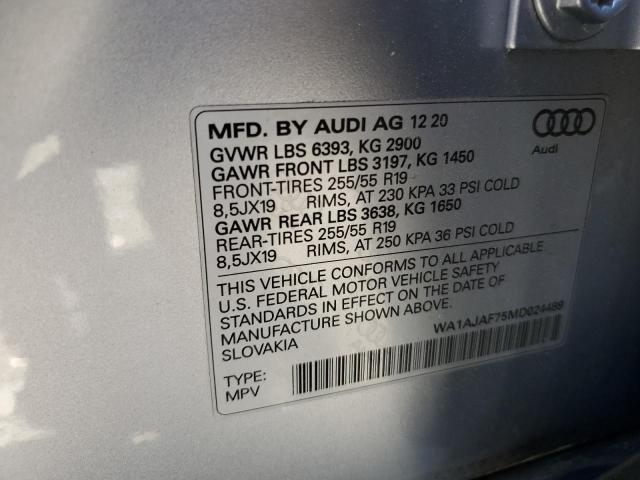 MFD. BY AUDI AG 12 20
GVWR LBS 6393, KG 2900
GAWR FRONT LBS 3197, KG 1450
FRONT-TIRES 255/55 R19
8,5JX19 RIMS, AT 230 KPA 33 PSI COLD
GAWR REAR LBS 3638, KG 1650
REAR-TIRES 255/55 R19
8,5JX19 RIMS, AT 250 KPA 36 PSI COLD
Audi
THIS VEHICLE CONFORMS TO ALL APPLICABLE
U.S. FEDERAL MOTOR VEHICLE SAFETY
STANDARDS IN EFFECT ON THE DATE OF
MANUFACTURE SHOWN ABOVE.
SLOVAKIA
WA1AJAF75MD024489
TYPE:
MPV